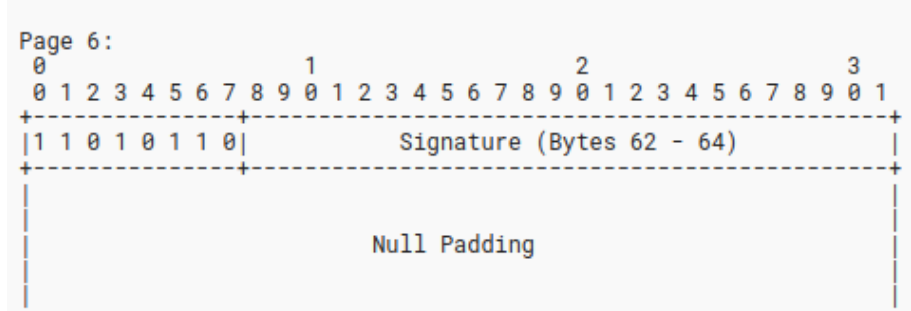 Page 6:
0                   1                   2                   3
0 1 2 3 4 5 6 7 8 9 0 1 2 3 4 5 6 7 8 9 0 1 2 3 4 5 6 7 8 9 0 1
+---------------+-----------------------------------------------+
|1 1 0 1 0 1 1 0|           Signature (Bytes 62 - 64)           |
+---------------+-----------------------------------------------+
Null Padding